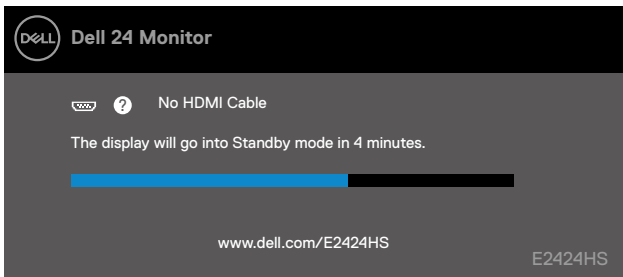 DELL Dell 24 Monitor
? No HDMI Cable
The display will go into Standby mode in 4 minutes.
www.dell.com/E2424HS
E2424HS